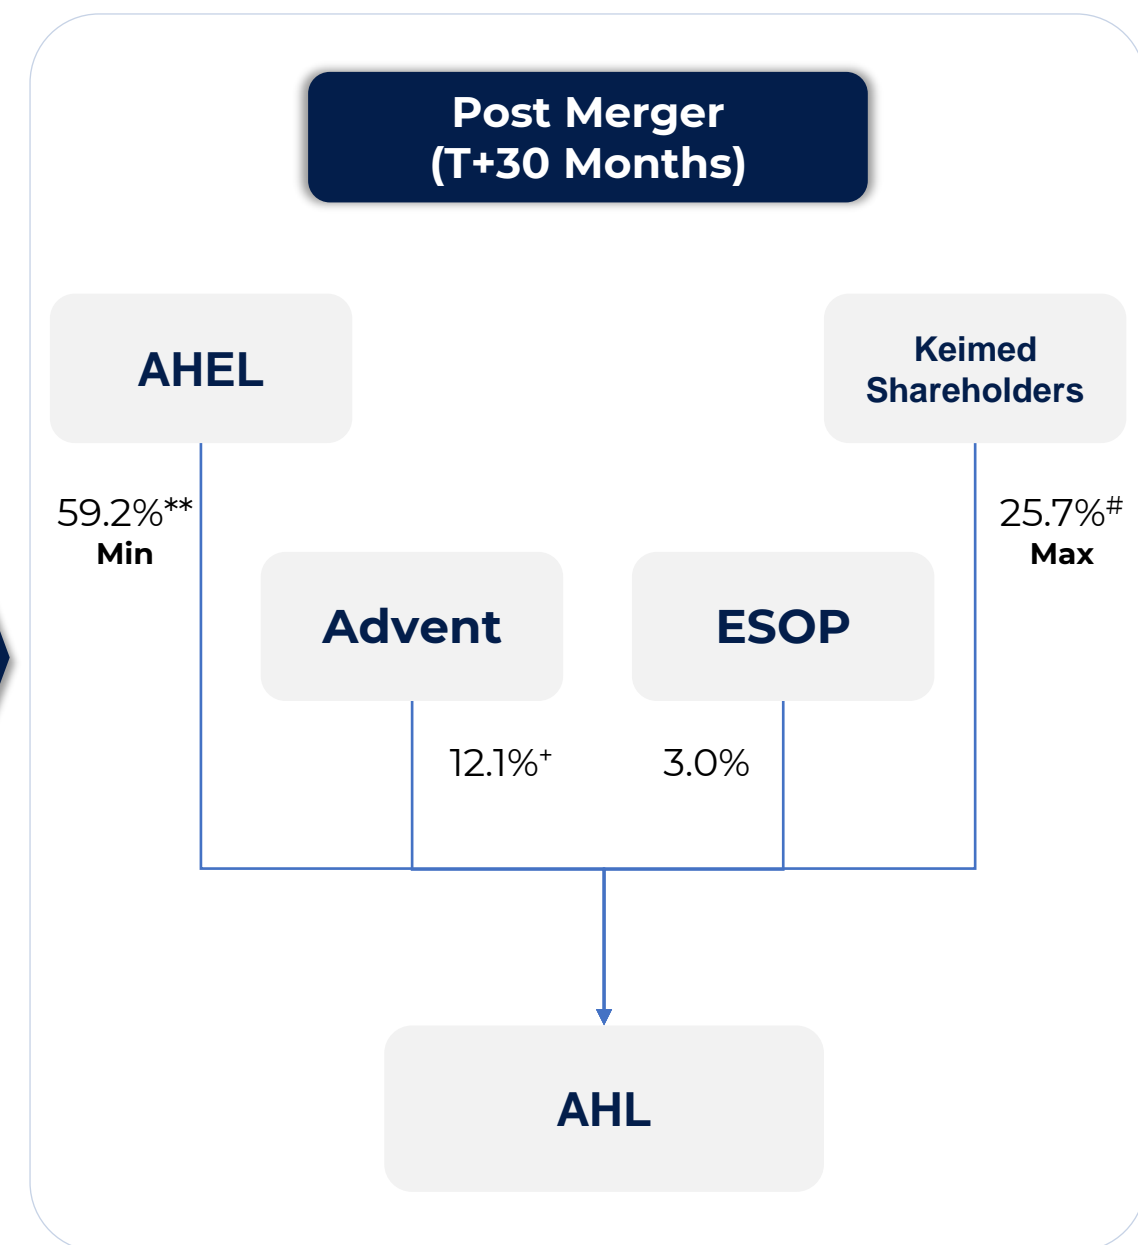 Post Merger
(T+30 Months)
AHEL
Keimed
Shareholders
59.2%**
Min
25.7%#
Max
Advent
ESOP
12.1%+
3.0%
AHL